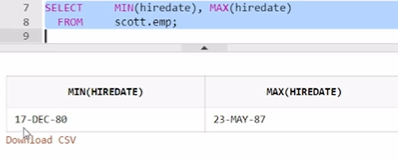 7 SELECT MIN(hiredate), MAX(hiredate)
8 FROM scott.emp;
9
MIN(HIREDATE) MAX(HIREDATE)
17-DEC-80 23-MAY-87
Download CSV